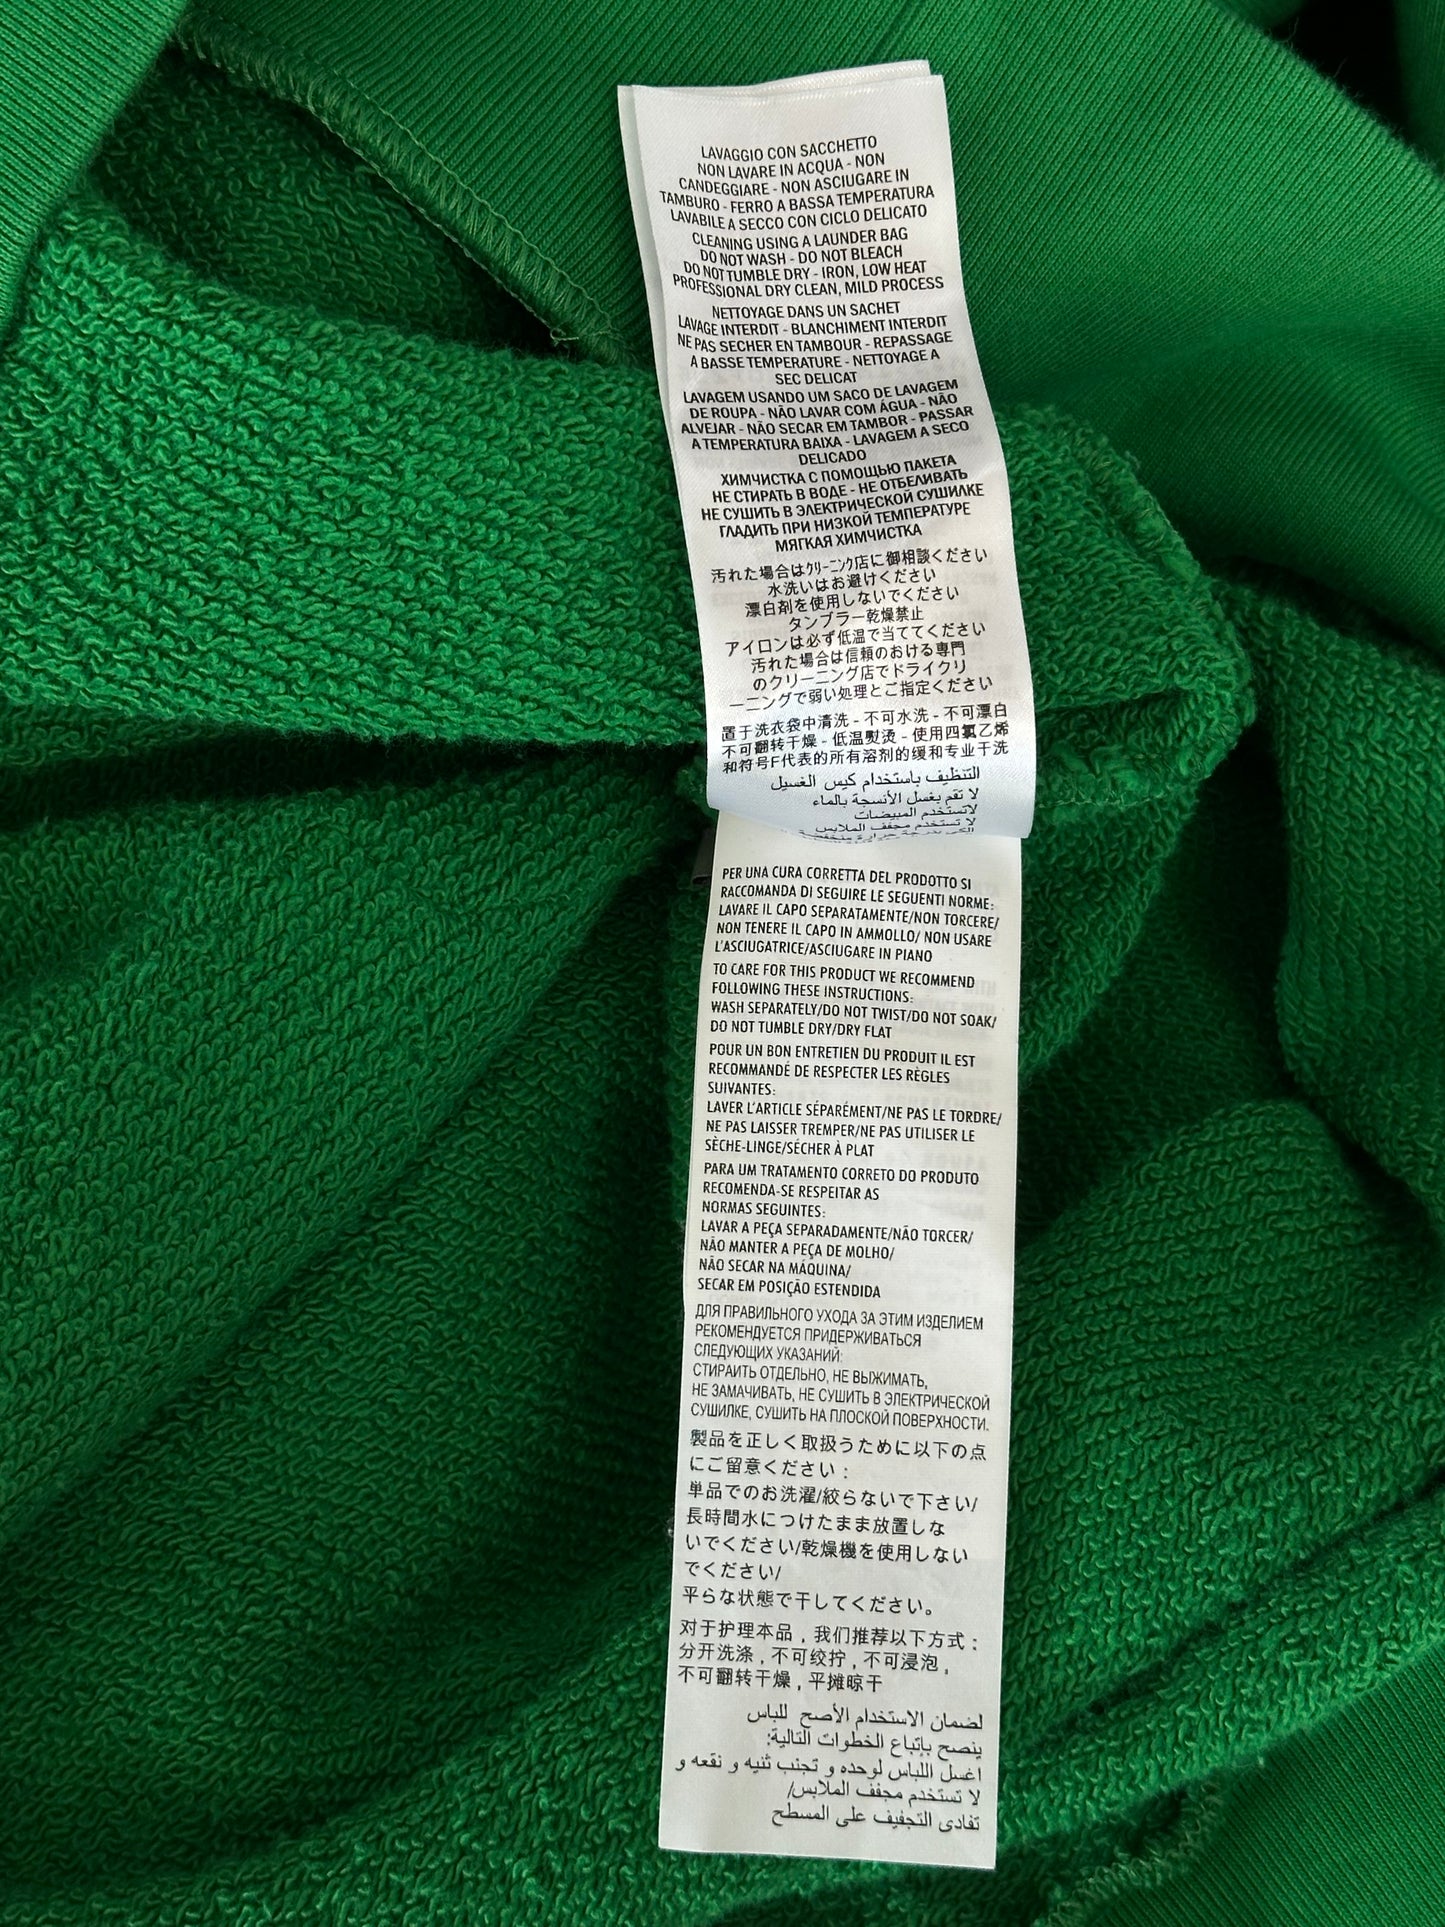 LAVAGGIO CON SACCHETTO
NON LAVARE IN ACQUA - NON
CANDEGGIARE - NON ASCIUGARE IN
TAMBURO - FERRO A BASSA TEMPERATURA
LAVABILE A SECCO CON CICLO DELICATO
CLEANING USING A LAUNDER BAG
DO NOT WASH - DO NOT BLEACH
DO NOT TUMBLE DRY - IRON, LOW HEAT
PROFESSIONAL DRY CLEAN, MILD PROCESS
NETTOYAGE DANS UN SACHET
LAVAGE INTERDIT - BLANCHIMENT INTERDIT
NE PAS SECHER EN TAMBOUR - REPASSAGE
A BASSE TEMPERATURE - NETTOYAGE A
SEC DELICAT
LAVAGEM USANDO UM SACO DE LAVAGEM
DE ROUPA - NÃO LAVAR COM ÁGUA - NÃO
ALVEJAR - NÃO SECAR EM TAMBOR - PASSAR
A TEMPERATURA BAIXA - LAVAGEM A SECO
DELICADO
ХИМЧИСТКА С ПОМОЩЬЮ ПАКЕТА
НЕ СТИРАТЬ В ВОДЕ - НЕ ОТБЕЛИВАТЬ
НЕ СУШИТЬ В ЭЛЕКТРИЧЕСКОЙ СУШИЛКЕ
ГЛАДИТЬ ПРИ НИЗКОЙ ТЕМПЕРАТУРЕ
МЯГКАЯ ХИМЧИСТКА
汚れた場合はｸﾘｰﾆﾝｸﾞ店に御相談ください
水洗いはお避けください
漂白剤を使用しないでください
タンブラー乾燥禁止
アイロンは必ず低温で当ててください
汚れた場合は信頼のおける専門
のクリーニング店でドライクリ
ーニングで弱い処理とご指定ください
置于洗衣袋中清洗 - 不可水洗 - 不可漂白
不可翻转干燥 - 低温熨烫 - 使用四氯乙烯
和符号F代表的所有溶剂的缓和专业干洗
التنظيف باستخدام كيس الغسيل
لا تقم بغسل الأنسجة بالماء
لاتستخدم المبيضات
لا تستخدم مجفف الملابس
PER UNA CURA CORRETTA DEL PRODOTTO SI
RACCOMANDA DI SEGUIRE LE SEGUENTI NORME:
LAVARE IL CAPO SEPARATAMENTE/NON TORCERE/
NON TENERE IL CAPO IN AMMOLLO/ NON USARE
L'ASCIUGATRICE/ASCIUGARE IN PIANO
TO CARE FOR THIS PRODUCT WE RECOMMEND
FOLLOWING THESE INSTRUCTIONS:
WASH SEPARATELY/DO NOT TWIST/DO NOT SOAK/
DO NOT TUMBLE DRY/DRY FLAT
POUR UN BON ENTRETIEN DU PRODUIT IL EST
RECOMMANDÉ DE RESPECTER LES RÈGLES
SUIVANTES:
LAVER L'ARTICLE SÉPARÉMENT/NE PAS LE TORDRE/
NE PAS LAISSER TREMPER/NE PAS UTILISER LE
SÈCHE-LINGE/SÉCHER À PLAT
PARA UM TRATAMENTO CORRETO DO PRODUTO
RECOMENDA-SE RESPEITAR AS
NORMAS SEGUINTES:
LAVAR A PEÇA SEPARADAMENTE/NÃO TORCER/
NÃO MANTER A PEÇA DE MOLHO/
NÃO SECAR NA MÁQUINA/
SECAR EM POSIÇÃO ESTENDIDA
ДЛЯ ПРАВИЛЬНОГО УХОДА ЗА ЭТИМ ИЗДЕЛИЕМ
РЕКОМЕНДУЕТСЯ ПРИДЕРЖИВАТЬСЯ
СЛЕДУЮЩИХ УКАЗАНИЙ:
СТИРАИТЬ ОТДЕЛЬНО, НЕ ВЫЖИМАТЬ,
НЕ ЗАМАЧИВАТЬ, НЕ СУШИТЬ В ЭЛЕКТРИЧЕСКОЙ
СУШИЛКЕ, СУШИТЬ НА ПЛОСКОЙ ПОВЕРХНОСТИ.
製品を正しく取扱うために以下の点
にご留意ください：
単品でのお洗濯/絞らないで下さい/
長時間水につけたまま放置しな
いでください/乾燥機を使用しない
でください/
平らな状態で干してください。
对于护理本品，我们推荐以下方式：
分开洗涤，不可绞拧，不可浸泡，
不可翻转干燥，平摊晾干
لضمان الاستخدام الأصح للباس
ينصح بإتباع الخطوات التالية:
اغسل اللباس لوحده و تجنب ثنيه و نقعه و
لا تستخدم مجفف الملابس/
تفادى التجفيف على المسطح